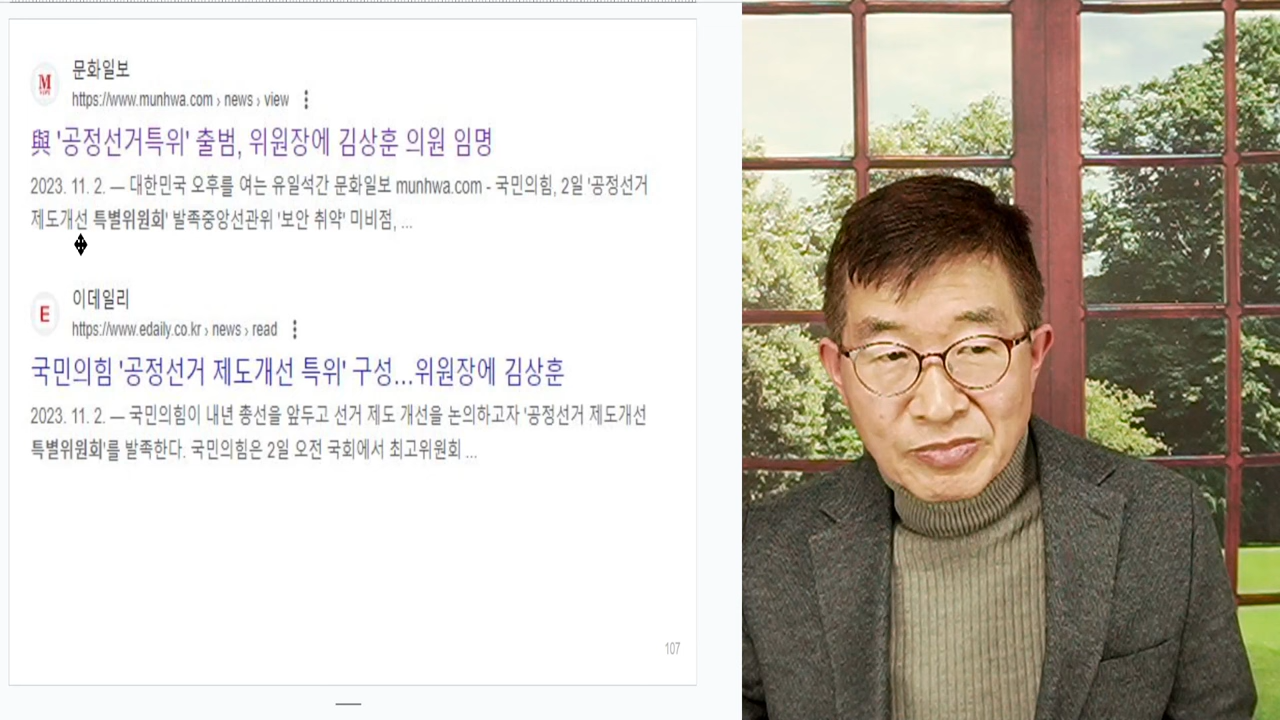 문화일보
https://www.munhwa.com › news › view
與 '공정선거특위' 출범, 위원장에 김상훈 의원 임명
2023. 11. 2. — 대한민국 오후를 여는 유일석간 문화일보 munhwa.com - 국민의힘, 2일 '공정선거
제도개선 특별위원회' 발족중앙선관위 '보안 취약' 미비점, ...
E
이데일리
https://www.edaily.co.kr › news › read
국민의힘 '공정선거 제도개선 특위' 구성...위원장에 김상훈
2023. 11. 2. — 국민의힘이 내년 총선을 앞두고 선거 제도 개선을 논의하고자 '공정선거 제도개선
특별위원회'를 발족한다. 국민의힘은 2일 오전 국회에서 최고위원회 ...
107